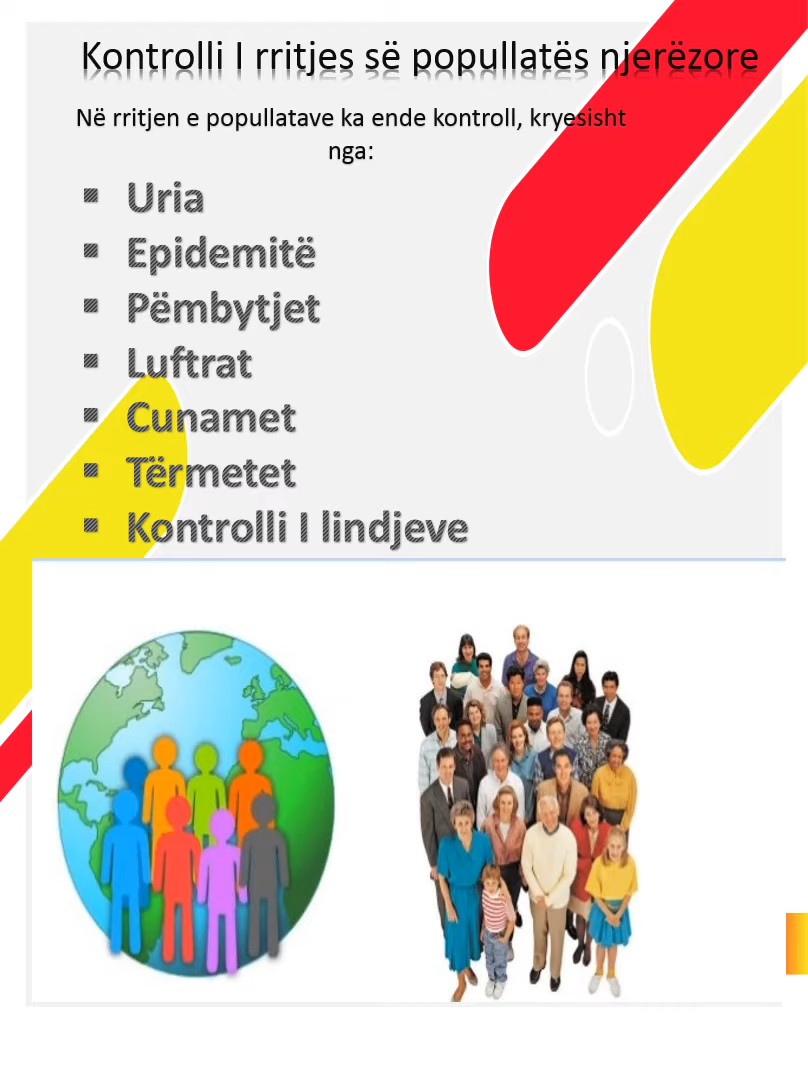 Kontrolli I rritjes së popullatës njerëzore
Në rritjen e popullatave ka ende kontroll, kryesisht
nga:
▪ Uria
▪ Epidemitë
▪ Pëmbytjet
▪ Luftrat
▪ Cunamet
▪ Tërmetet
▪ Kontrolli I lindjeve